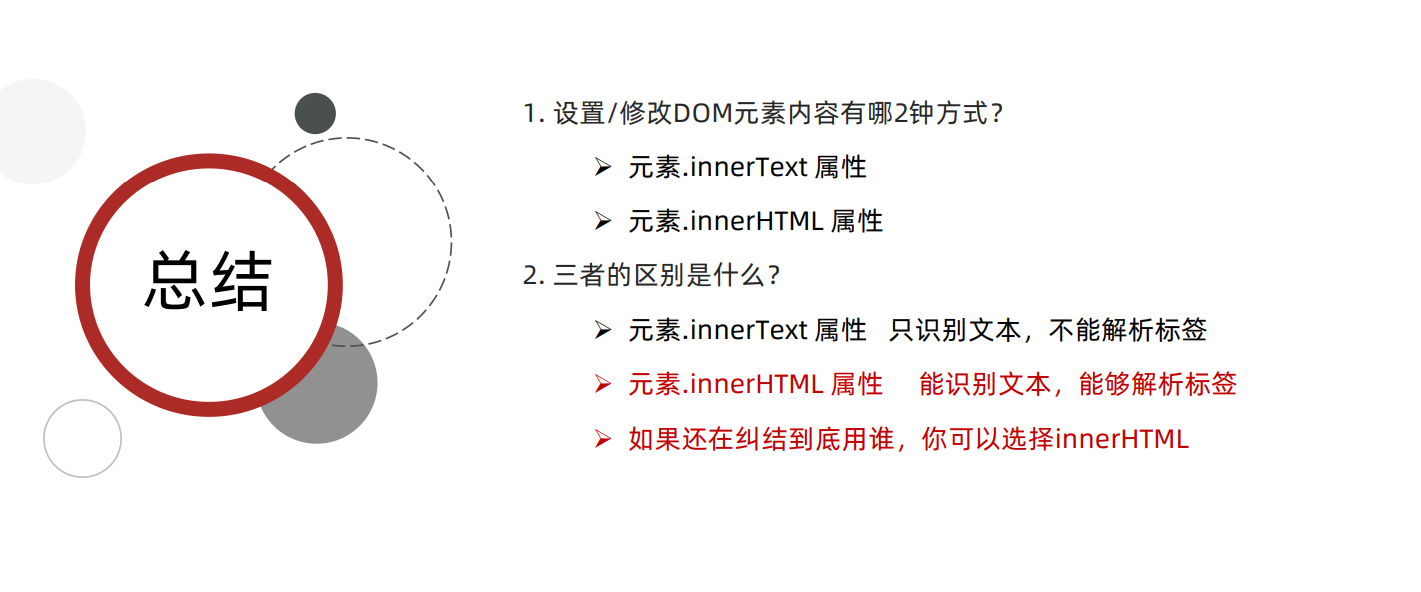 总结
1. 设置/修改DOM元素内容有哪2钟方式？
➢ 元素.innerText 属性
➢ 元素.innerHTML 属性
2. 三者的区别是什么？
➢ 元素.innerText 属性 只识别文本，不能解析标签
➢ 元素.innerHTML 属性 能识别文本，能够解析标签
➢ 如果还在纠结到底用谁，你可以选择innerHTML